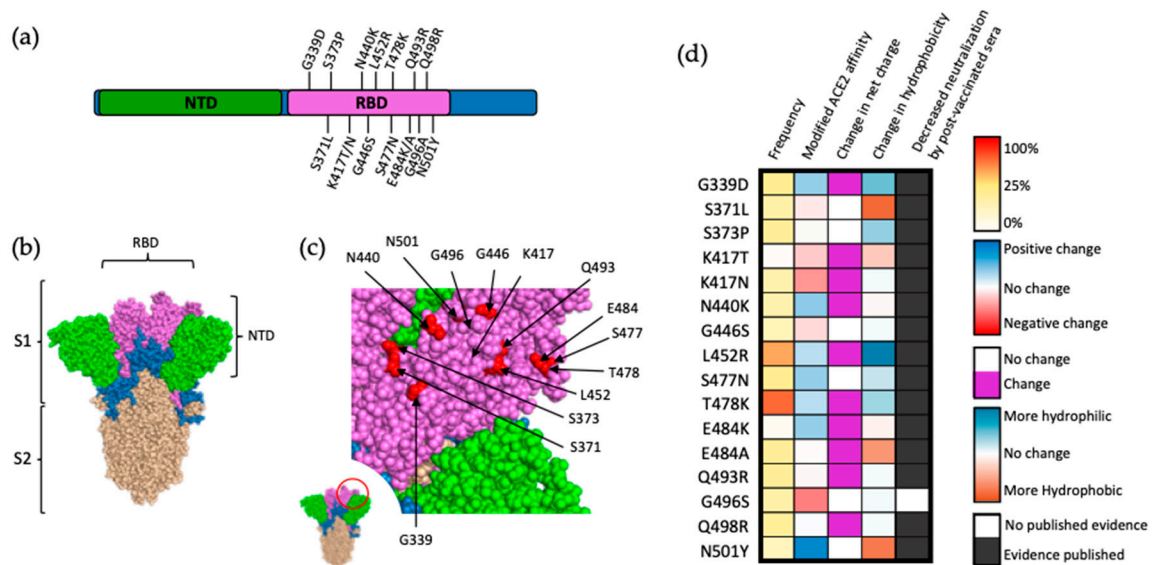 (a)
G339D
S373P
N440K
L452R
T478K
Q493R
Q498R
NTD
RBD
S371L
K417T/N
G446S
S477N
E484K/A
G496A
N501Y
(b)
RBD
S1
NTD
S2
(c)
N501
G446
K417
N440
G496
Q493
E484
S477
T478
L452
S373
S371
G339
(d)
Frequency
Modified ACE2 affinity
Change in net charge
Change in hydrophobicity
Decreased neutralization
by post-vaccinated sera
G339D
S371L
S373P
K417T
K417N
N440K
G446S
L452R
S477N
T478K
E484K
E484A
Q493R
G496S
Q498R
N501Y
100%
25%
0%
Positive change
No change
Negative change
No change
Change
More hydrophilic
No change
More Hydrophobic
No published evidence
Evidence published